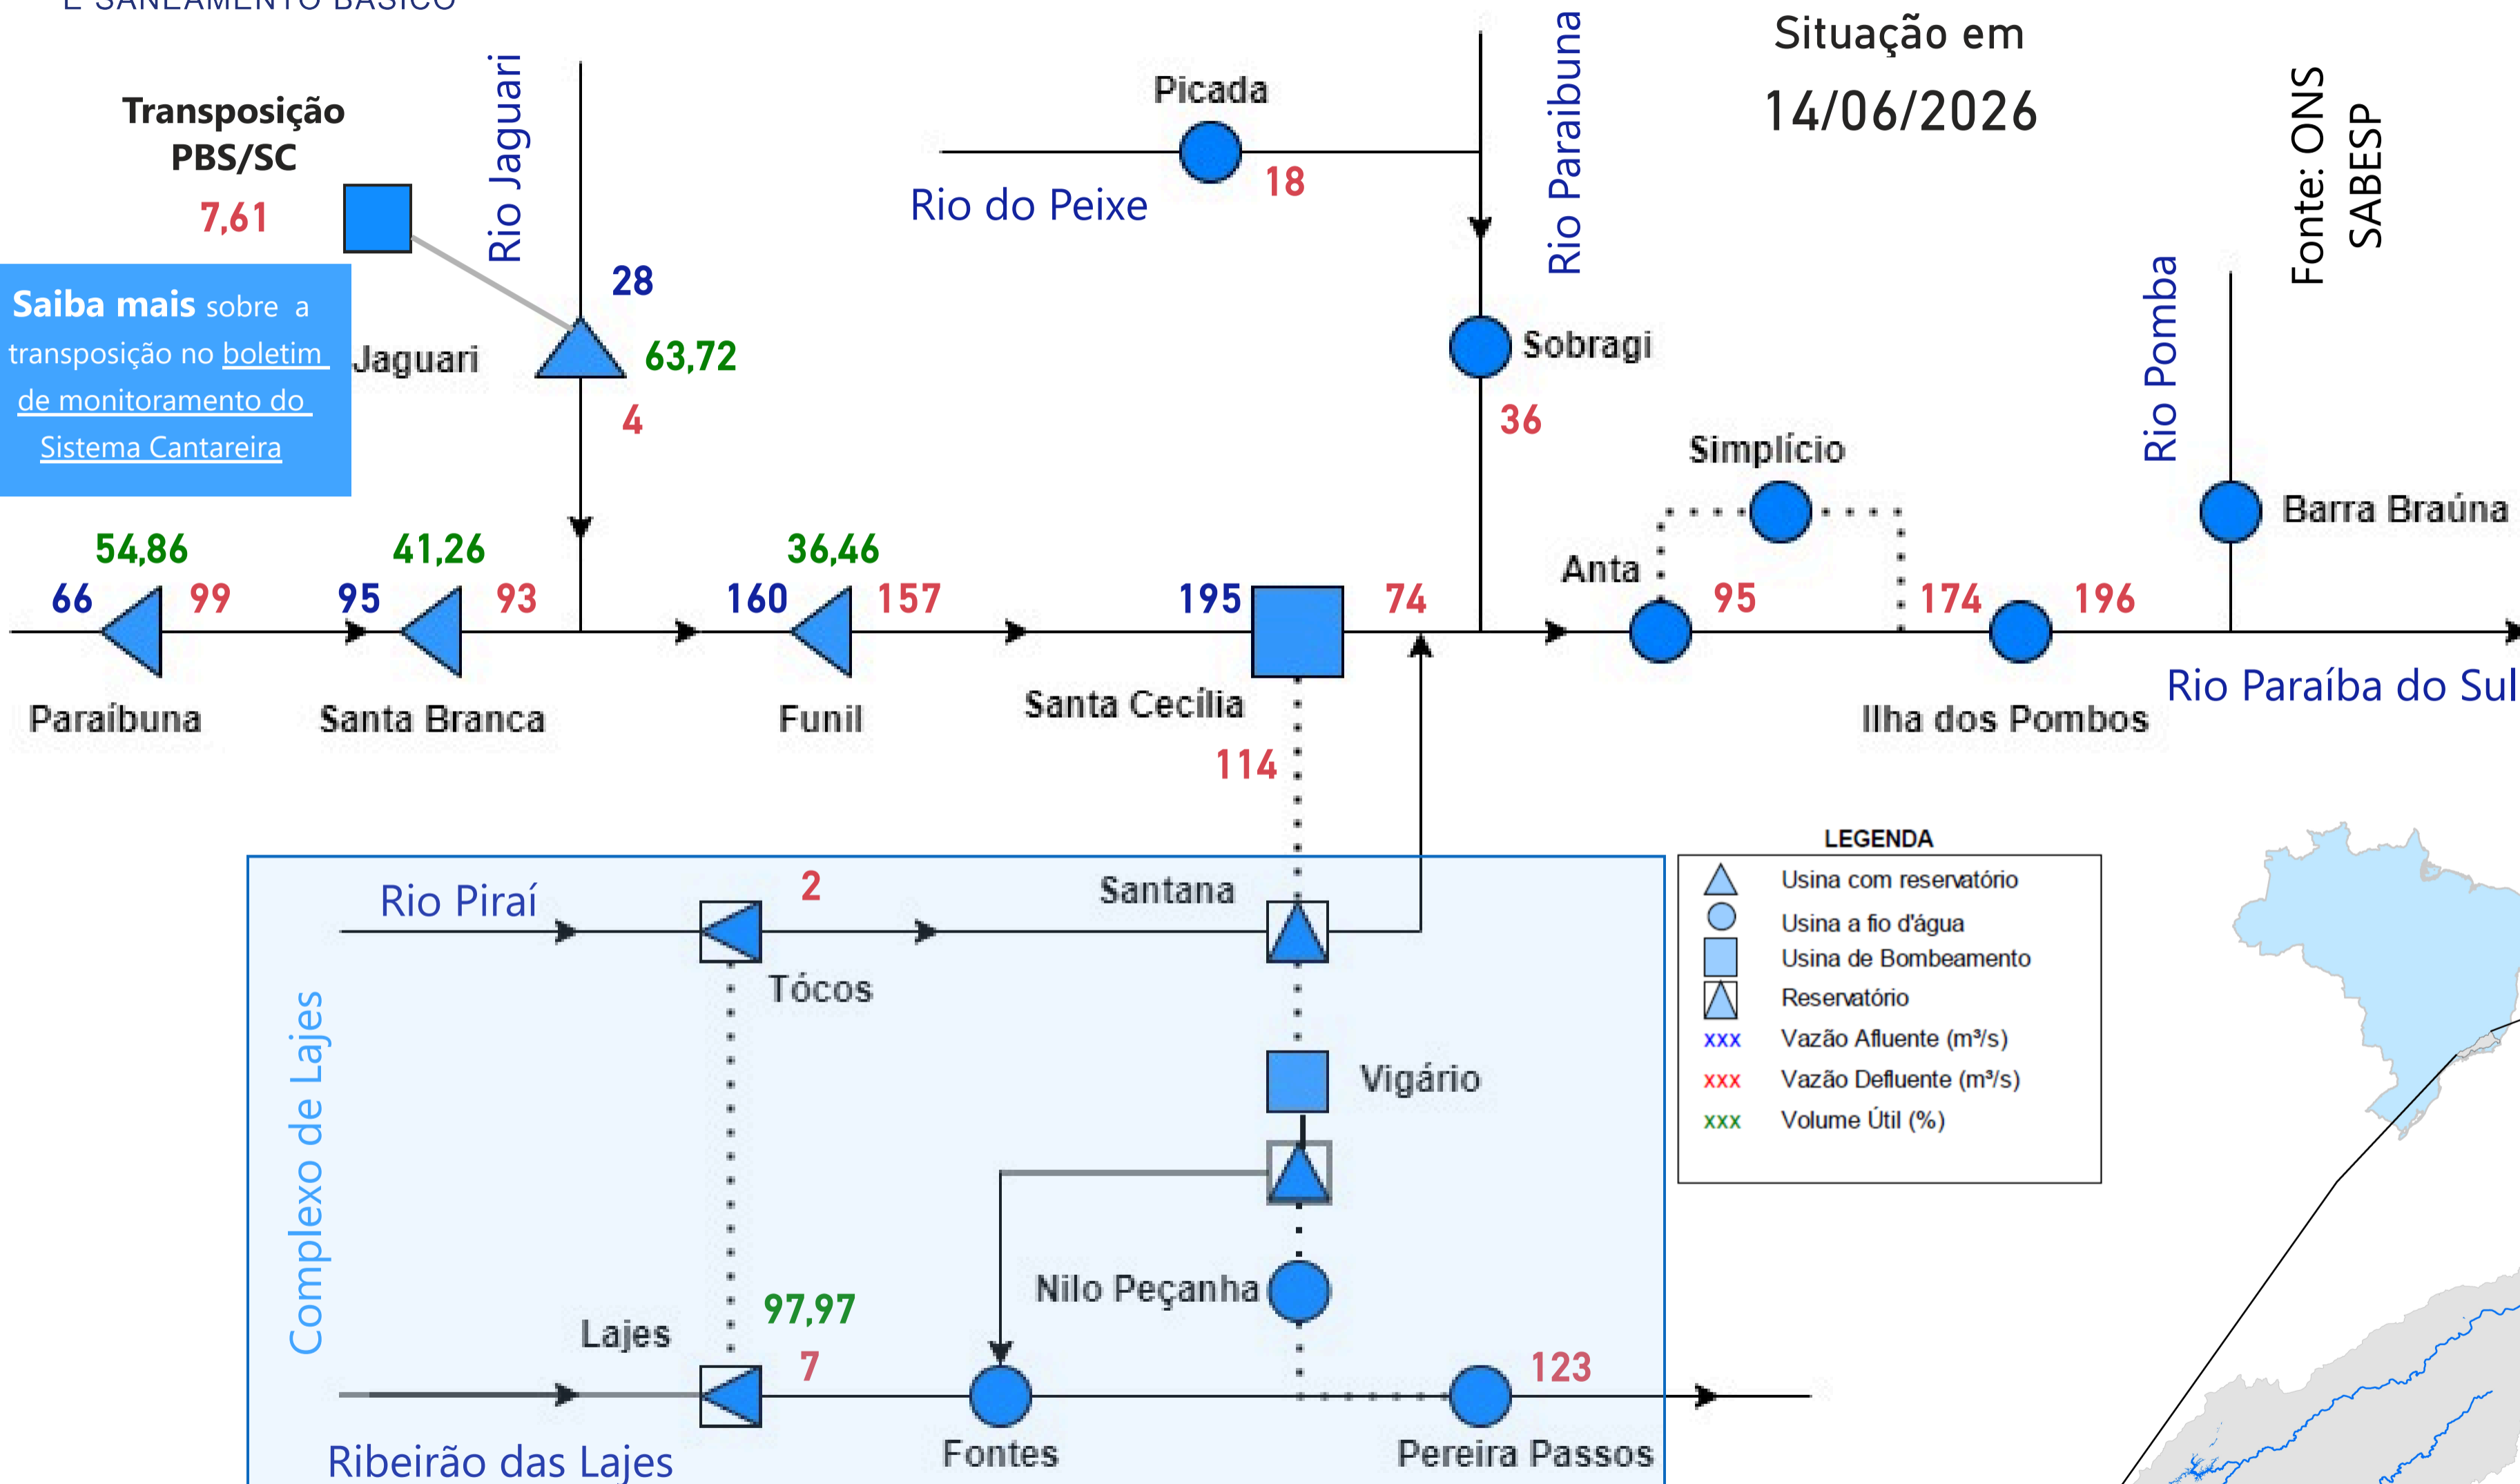 E SANEAMENTO BÁSICO
Situação em
14/06/2026
Fonte: ONS
SABESP
Transposição
PBS/SC
7,61
Rio Jaguari
Saiba mais sobre a
transposição no boletim
de monitoramento do
Sistema Cantareira
28
Jaguari
63,72
4
Picada
18
Rio do Peixe
Rio Paraibuna
Sobragi
36
Simplício
Rio Pomba
Barra Braúna
54,86
66
99
Paraíbuna
41,26
95
93
Santa Branca
36,46
160
157
Funil
195
74
Santa Cecília
114
Anta
95
174
196
Ilha dos Pombos
Rio Paraíba do Sul
Complexo de Lajes
Rio Piraí
2
Tócos
Santana
Vigário
Nilo Peçanha
Lajes
97,97
7
Ribeirão das Lajes
Fontes
123
Pereira Passos
LEGENDA
Usina com reservatório
Usina a fio d'água
Usina de Bombeamento
Reservatório
xxx Vazão Afluente (m³/s)
xxx Vazão Defluente (m³/s)
xxx Volume Útil (%)